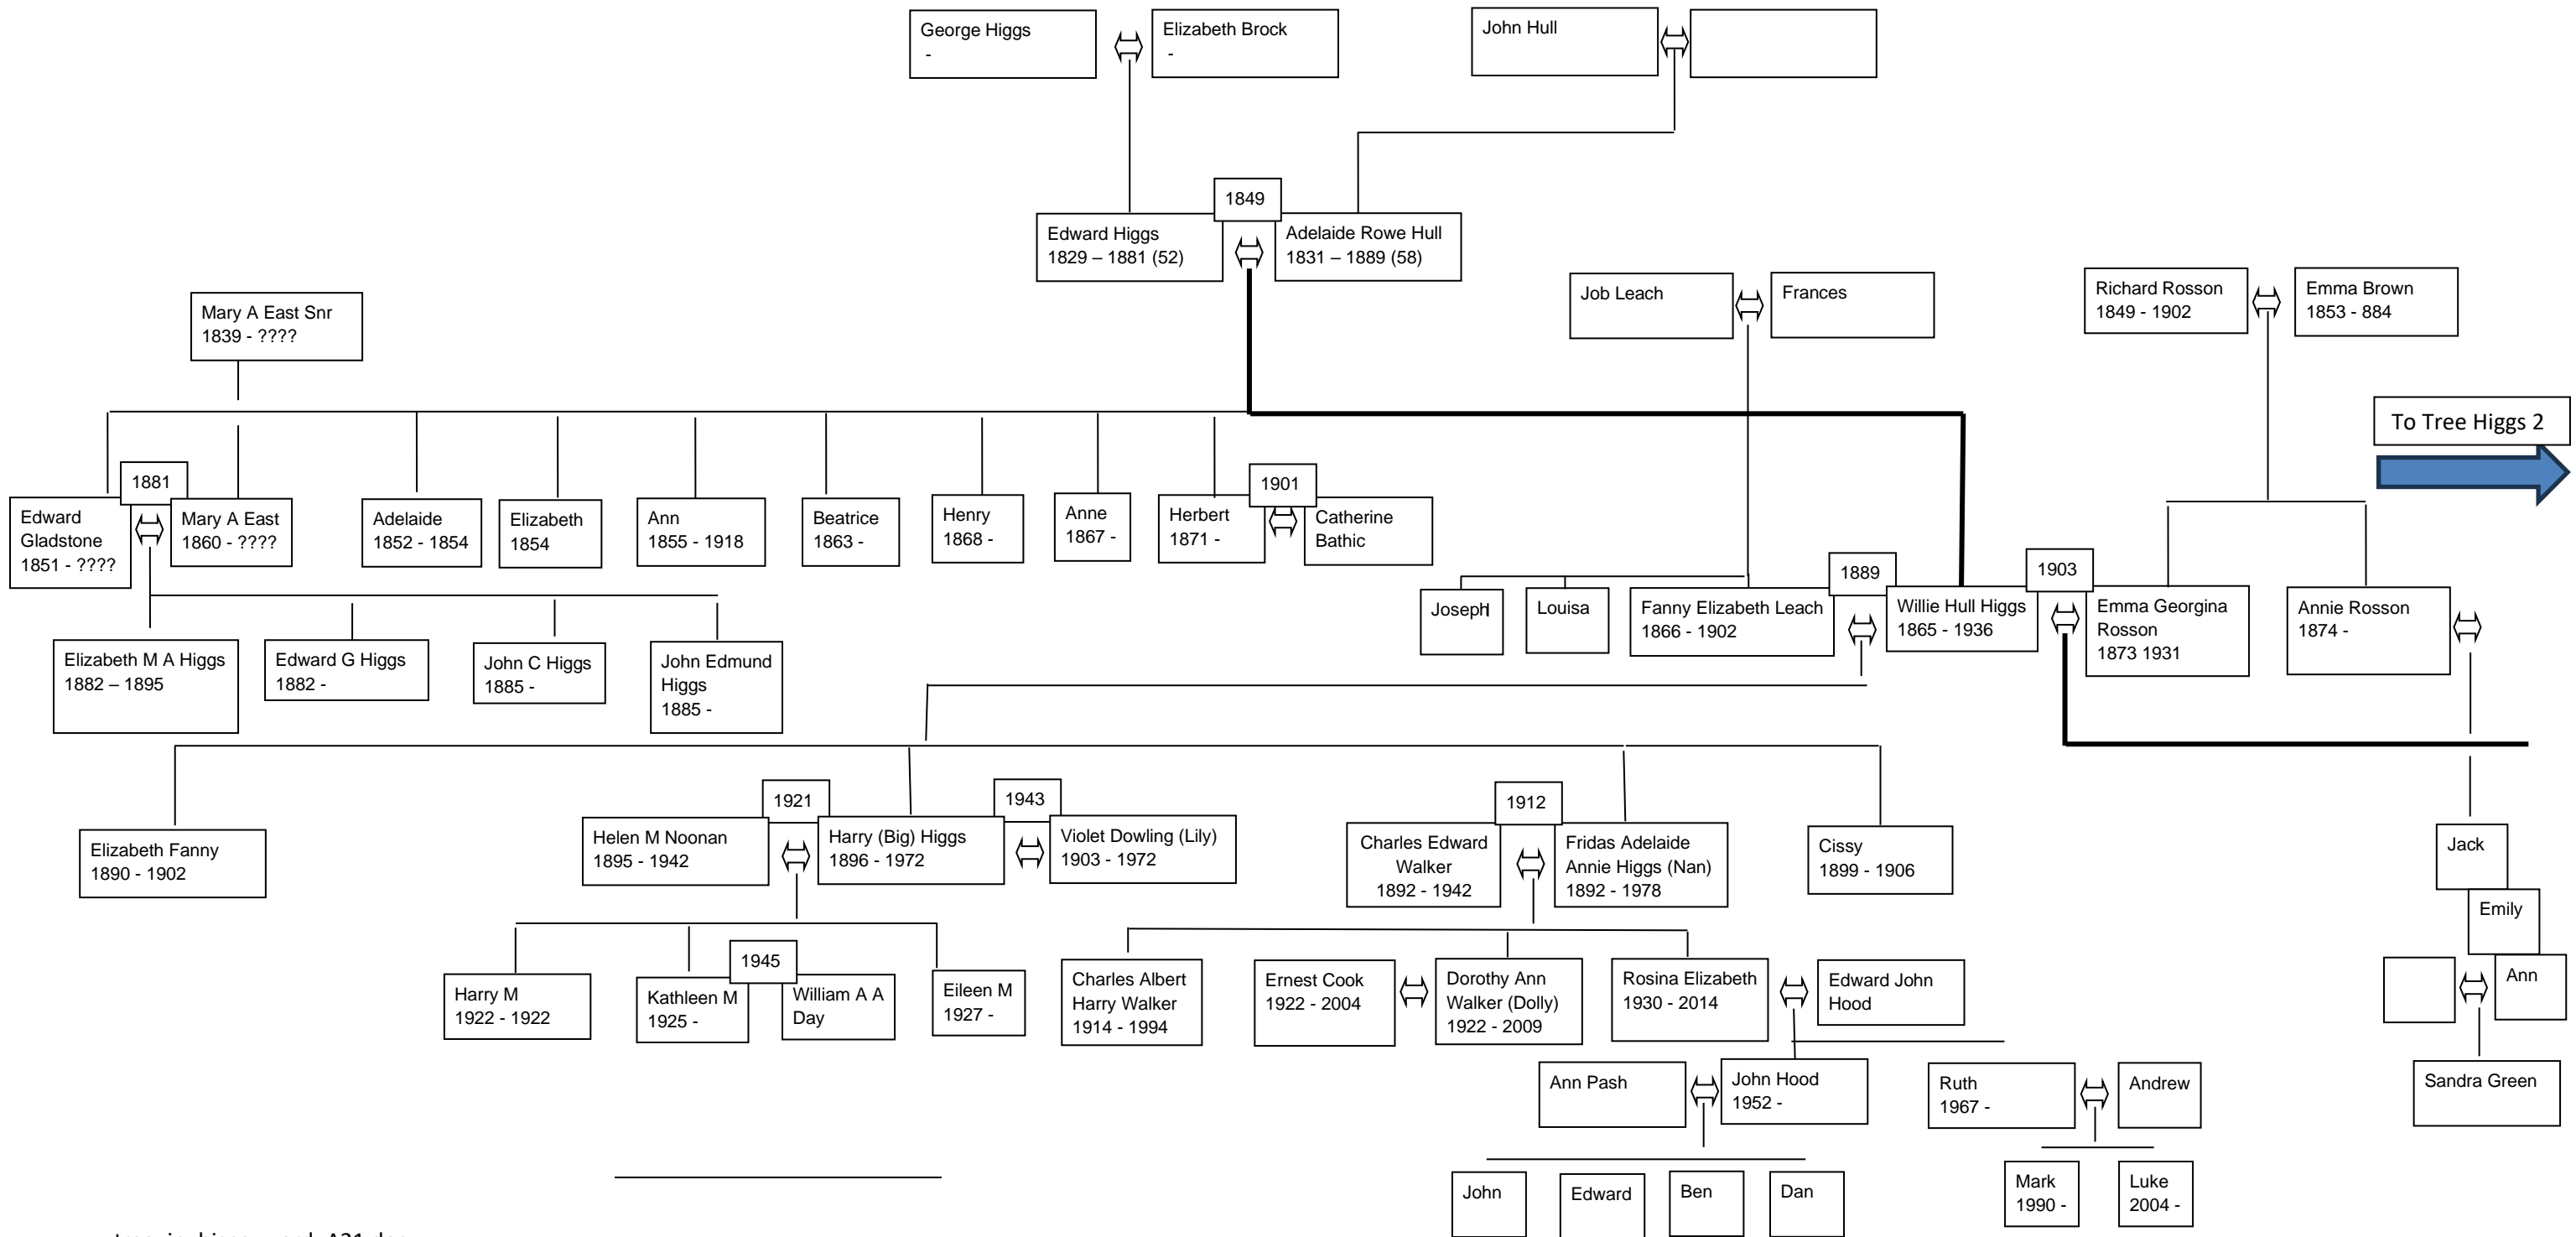 George Higgs
-
Elizabeth Brock
-
John Hull
1849
Edward Higgs
1829 – 1881 (52)
Adelaide Rowe Hull
1831 – 1889 (58)
Job Leach
Frances
Richard Rosson
1849 - 1902
Emma Brown
1853 - 884
Mary A East Snr
1839 - ????
To Tree Higgs 2
1881
1901
Edward
Gladstone
1851 - ????
Mary A East
1860 - ????
Adelaide
1852 - 1854
Elizabeth
1854
Ann
1855 - 1918
Beatrice
1863 -
Henry
1868 -
Anne
1867 -
Herbert
1871 -
Catherine
Bathic
1889
1903
Joseph
Louisa
Fanny Elizabeth Leach
1866 - 1902
Willie Hull Higgs
1865 - 1936
Emma Georgina
Rosson
1873 1931
Annie Rosson
1874 -
Elizabeth M A Higgs
1882 – 1895
Edward G Higgs
1882 -
John C Higgs
1885 -
John Edmund
Higgs
1885 -
1921
1943
1912
Elizabeth Fanny
1890 - 1902
Helen M Noonan
1895 - 1942
Harry (Big) Higgs
1896 - 1972
Violet Dowling (Lily)
1903 - 1972
Charles Edward
Walker
1892 - 1942
Fridas Adelaide
Annie Higgs (Nan)
1892 - 1978
Cissy
1899 - 1906
Jack
Emily
Ann
1945
Harry M
1922 - 1922
Kathleen M
1925 -
William A A
Day
Eileen M
1927 -
Charles Albert
Harry Walker
1914 - 1994
Ernest Cook
1922 - 2004
Dorothy Ann
Walker (Dolly)
1922 - 2009
Rosina Elizabeth
1930 - 2014
Edward John
Hood
Ann Pash
John Hood
1952 -
Ruth
1967 -
Andrew
Sandra Green
John
Edward
Ben
Dan
Mark
1990 -
Luke
2004 -